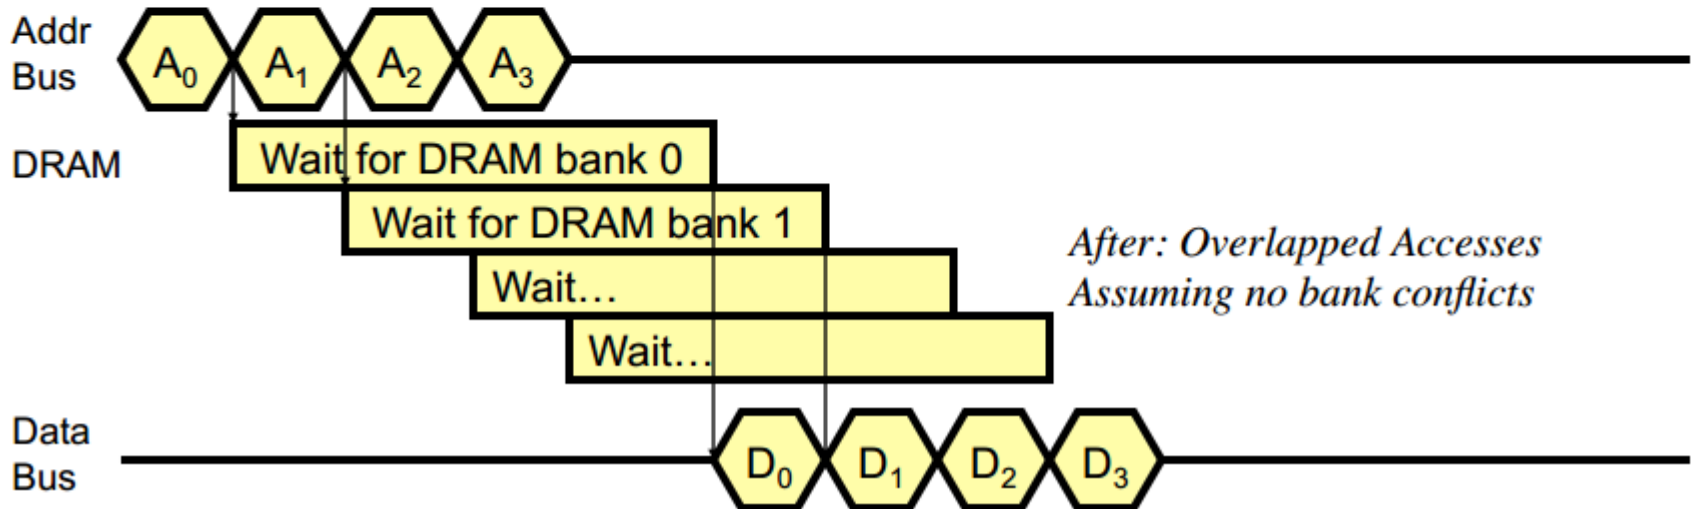 Addr
Bus
A₀ A₁ A₂ A₃
DRAM
Wait for DRAM bank 0
Wait for DRAM bank 1
Wait…
Wait…
After: Overlapped Accesses
Assuming no bank conflicts
Data
Bus
D₀ D₁ D₂ D₃